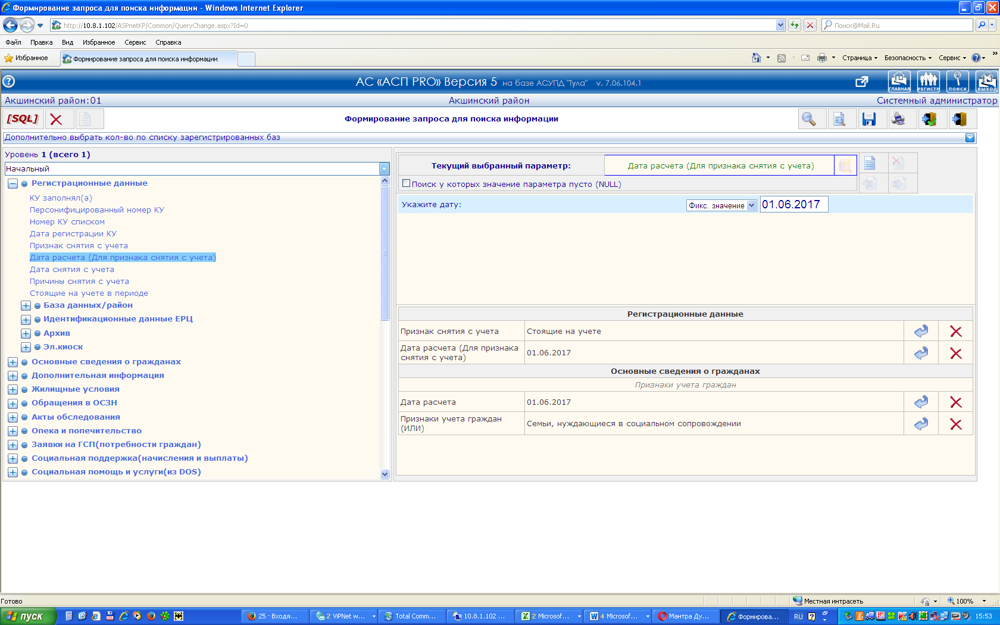 Формирование запроса для поиска информации - Windows Internet Explorer
http://10.8.1.102/ASPnetKP/Common/QueryChange.aspx?Id=0
Поиск@Mail.Ru
Файл Правка Вид Избранное Сервис Справка
Избранное Формирование запроса для поиска информации Страница Безопасность Сервис »
АС «АСП PRO» Версия 5 на базе АСУПД "Тула" v. 7.06.104.1
ГЛАВНАЯ РЕГИСТР ПОИСК ВЫХОД
Акшинский район:01 Акшинский район Системный администратор
[SQL] Формирование запроса для поиска информации
Дополнительно выбрать кол-во по списку зарегистрированных баз
Уровень 1 (всего 1)
Начальный
Регистрационные данные
КУ заполнял(а)
Персонифицированный номер КУ
Номер КУ списком
Дата регистрации КУ
Признак снятия с учета
Дата расчета (Для признака снятия с учета)
Дата снятия с учета
Причины снятия с учета
Стоящие на учете в периоде
База данных/район
Идентификационные данные ЕРЦ
Архив
Эл.киоск
Основные сведения о гражданах
Дополнительная информация
Жилищные условия
Обращения в ОСЗН
Акты обследования
Опека и попечительство
Заявки на ГСП(потребности граждан)
Социальная поддержка(начисления и выплаты)
Социальная помощь и услуги(из DOS)
Текущий выбранный параметр: Дата расчета (Для признака снятия с учета)
Поиск у которых значение параметра пусто (NULL)
Укажите дату: Фикс. значение 01.06.2017
Регистрационные данные
Признак снятия с учета Стоящие на учете
Дата расчета (Для признака
снятия с учета) 01.06.2017
Основные сведения о гражданах
Признаки учета граждан
Дата расчета 01.06.2017
Признаки учета граждан
(ИЛИ) Семьи, нуждающиеся в социальном сопровождении
Готово Местная интрасеть 100%
пуск 25 · Входя... 2 ViPNet w... Total Comm... 10.8.1.102 ... 2 Microsof... 4 Microsof... Мантра Ду... Формирова... RU 15:53